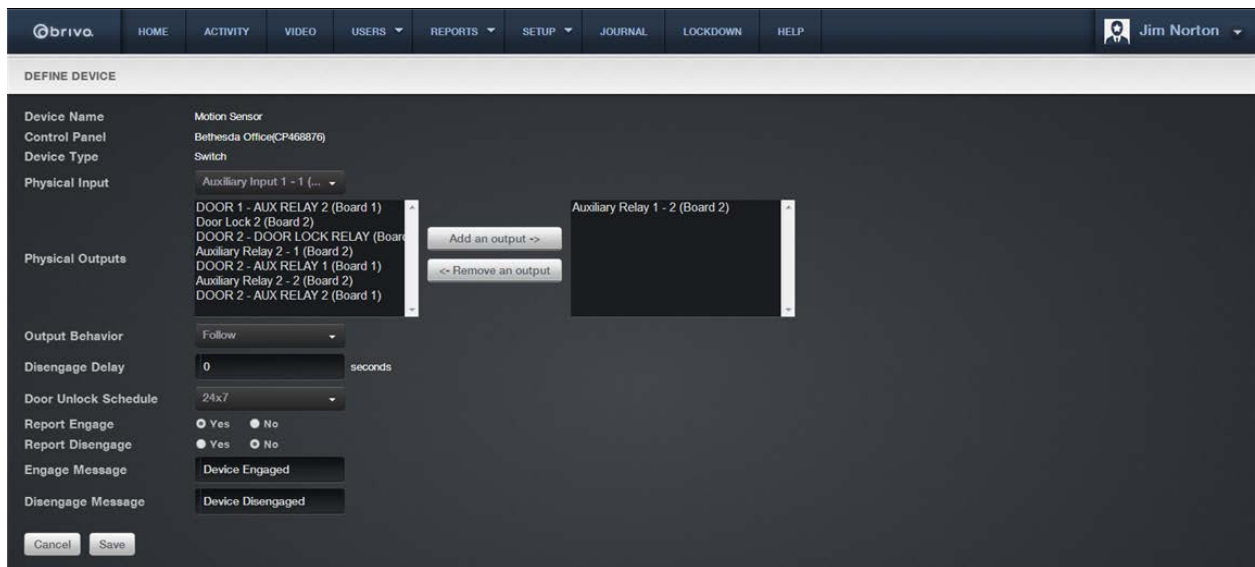 brivo.
HOME
ACTIVITY
VIDEO
USERS
REPORTS
SETUP
JOURNAL
LOCKDOWN
HELP
Jim Norton
DEFINE DEVICE
Device Name Motion Sensor
Control Panel Bethesda Office(CP468876)
Device Type Switch
Physical Input Auxiliary Input 1 - 1 (...
Physical Outputs
DOOR 1 - AUX RELAY 2 (Board 1)
Door Lock 2 (Board 2)
DOOR 2 - DOOR LOCK RELAY (Board
Auxiliary Relay 2 - 1 (Board 2)
DOOR 2 - AUX RELAY 1 (Board 1)
Auxiliary Relay 2 - 2 (Board 2)
DOOR 2 - AUX RELAY 2 (Board 1)
Add an output ->
<- Remove an output
Auxiliary Relay 1 - 2 (Board 2)
Output Behavior Follow
Disengage Delay 0 seconds
Door Unlock Schedule 24x7
Report Engage Yes No
Report Disengage Yes No
Engage Message Device Engaged
Disengage Message Device Disengaged
Cancel Save